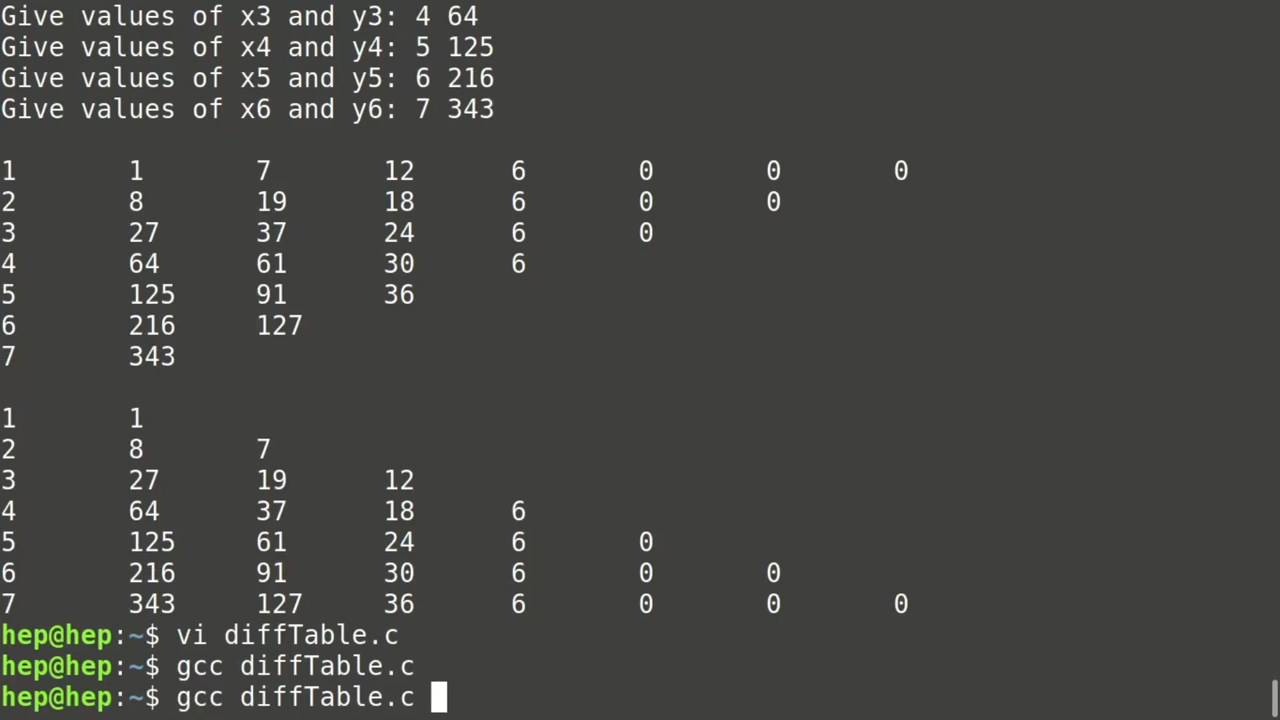 Give values of x3 and y3: 4 64
Give values of x4 and y4: 5 125
Give values of x5 and y5: 6 216
Give values of x6 and y6: 7 343
1 1 7 12 6 0 0 0
2 8 19 18 6 0 0
3 27 37 24 6 0
4 64 61 30 6
5 125 91 36
6 216 127
7 343
1 1
2 8 7
3 27 19 12
4 64 37 18 6
5 125 61 24 6 0
6 216 91 30 6 0 0
7 343 127 36 6 0 0 0
hep@hep:~$ vi diffTable.c
hep@hep:~$ gcc diffTable.c
hep@hep:~$ gcc diffTable.c